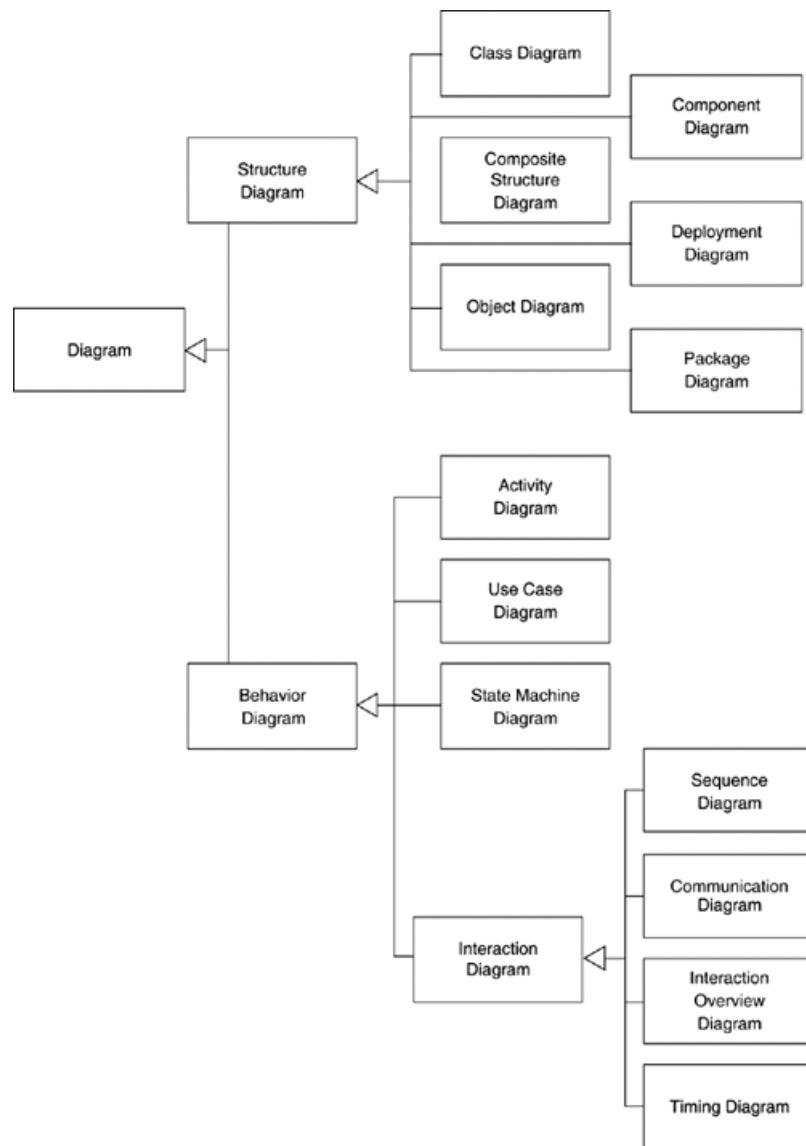 Class Diagram
Component
Diagram
Structure
Diagram
Composite
Structure
Diagram
Deployment
Diagram
Object Diagram
Diagram
Package
Diagram
Activity
Diagram
Use Case
Diagram
Behavior
Diagram
State Machine
Diagram
Sequence
Diagram
Communication
Diagram
Interaction
Diagram
Interaction
Overview
Diagram
Timing Diagram